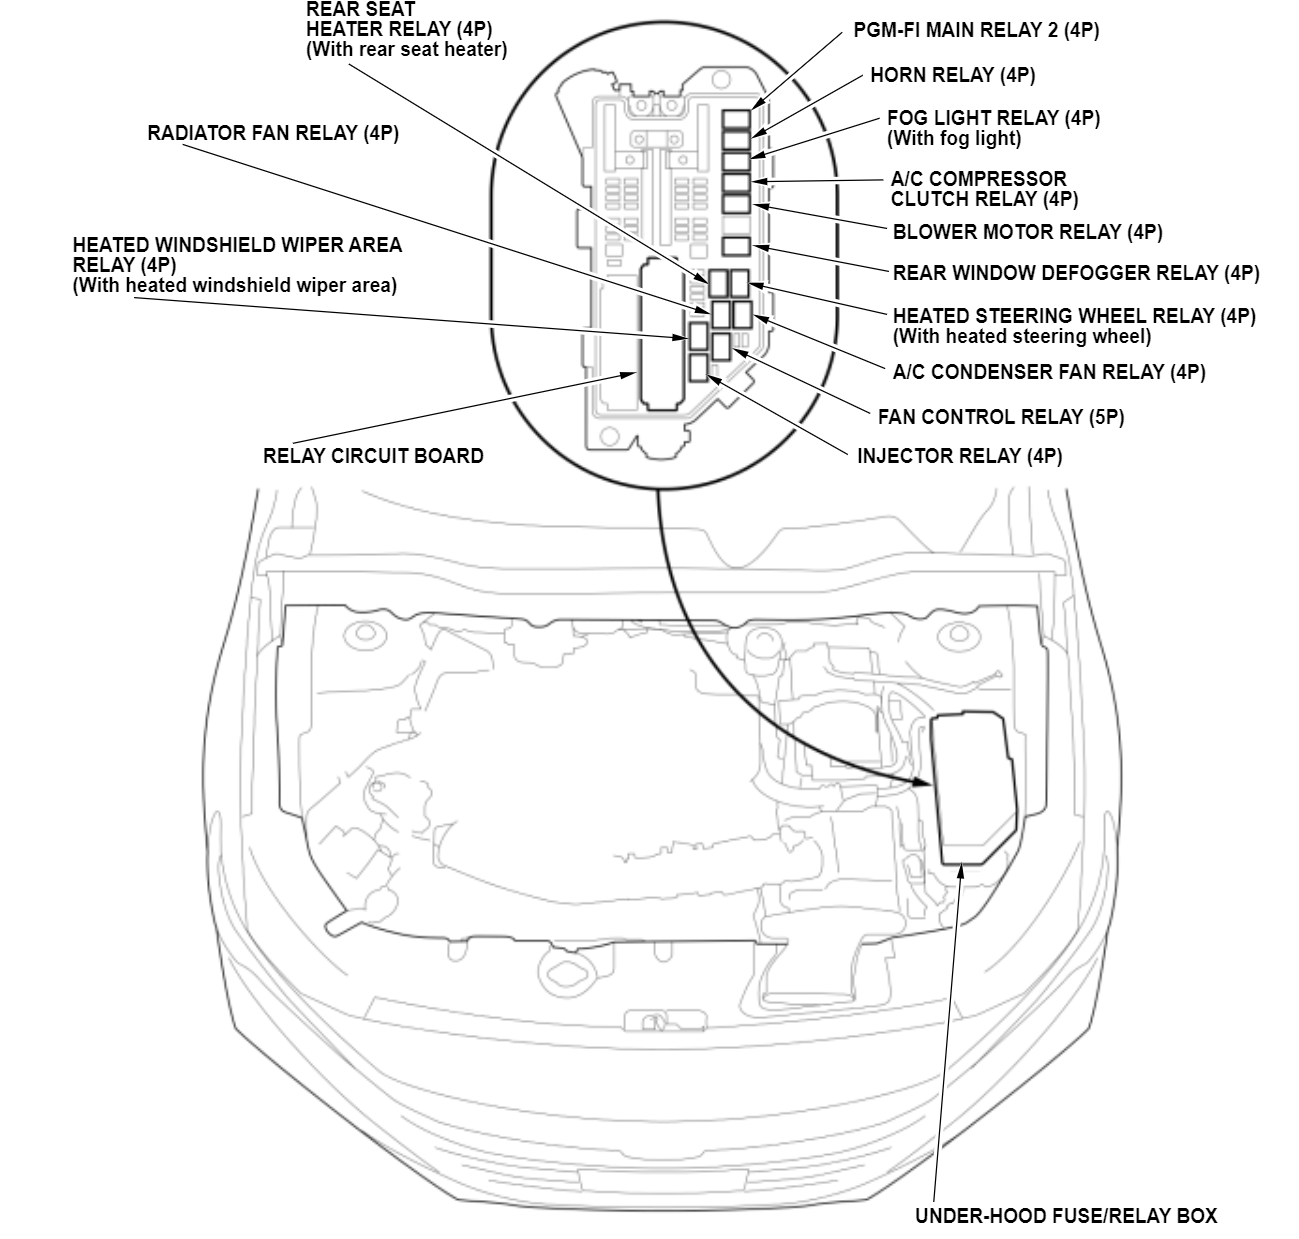 REAR SEAT
HEATER RELAY (4P)
(With rear seat heater)
PGM-FI MAIN RELAY 2 (4P)
HORN RELAY (4P)
FOG LIGHT RELAY (4P)
(With fog light)
RADIATOR FAN RELAY (4P)
A/C COMPRESSOR
CLUTCH RELAY (4P)
BLOWER MOTOR RELAY (4P)
HEATED WINDSHIELD WIPER AREA
RELAY (4P)
(With heated windshield wiper area)
REAR WINDOW DEFOGGER RELAY (4P)
HEATED STEERING WHEEL RELAY (4P)
(With heated steering wheel)
A/C CONDENSER FAN RELAY (4P)
FAN CONTROL RELAY (5P)
RELAY CIRCUIT BOARD
INJECTOR RELAY (4P)
UNDER-HOOD FUSE/RELAY BOX